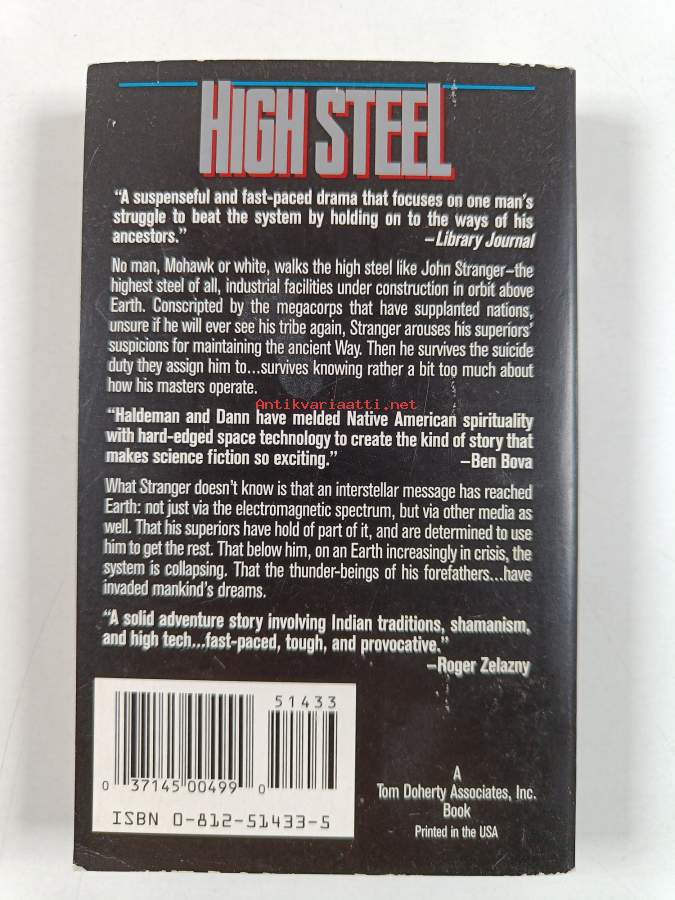 HIGH STEEL
"A suspenseful and fast-paced drama that focuses on one man's
struggle to beat the system by holding on to the ways of his
ancestors."
–Library Journal
No man, Mohawk or white, walks the high steel like John Stranger–the
highest steel of all, industrial facilities under construction in orbit above
Earth. Conscripted by the megacorps that have supplanted nations,
unsure if he will ever see his tribe again, Stranger arouses his superiors'
suspicions for maintaining the ancient Way. Then he survives the suicide
duty they assign him to...survives knowing rather a bit too much about
how his masters operate.
Antikvariaatti.net
"Haldeman and Dann have melded Native American spirituality
with hard-edged space technology to create the kind of story that
makes science fiction so exciting."
–Ben Bova
What Stranger doesn't know is that an interstellar message has reached
Earth: not just via the electromagnetic spectrum, but via other media as
well. That his superiors have hold of part of it, and are determined to use
him to get the rest. That below him, on an Earth increasingly in crisis, the
system is collapsing. That the thunder-beings of his forefathers...have
invaded mankind's dreams.
"A solid adventure story involving Indian traditions, shamanism,
and high tech...fast-paced, tough, and provocative."
–Roger Zelazny
51433
0 37145 00499 0
ISBN 0-812-51433-5
A
Tom Doherty Associates, Inc.
Book
Printed in the USA